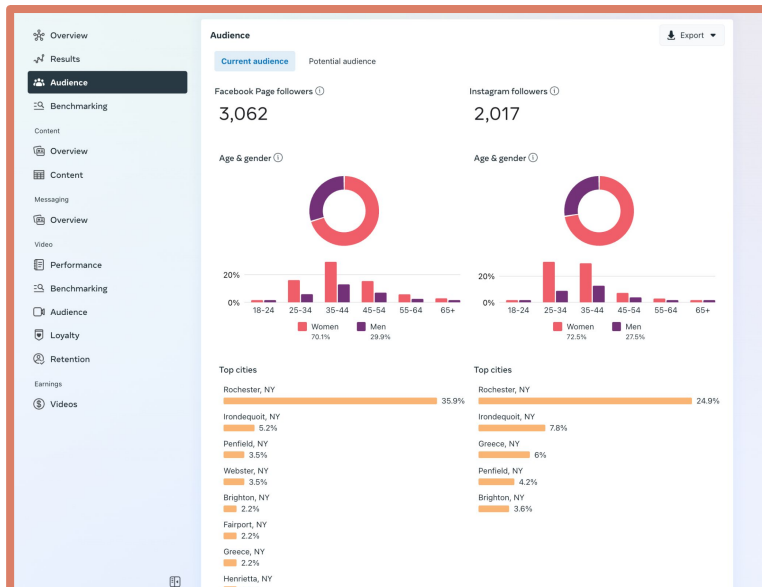 Overview
Results
Audience
Benchmarking
Content
Overview
Content
Messaging
Overview
Video
Performance
Benchmarking
Audience
Loyalty
Retention
Earnings
Videos
Audience
Export
Current audience
Potential audience
Facebook Page followers
3,062
Age & gender
20%
0%
18-24 25-34 35-44 45-54 55-64 65+
Women Men
70.1% 29.9%
Top cities
Rochester, NY
35.9%
Irondequoit, NY
5.2%
Penfield, NY
3.5%
Webster, NY
3.5%
Brighton, NY
2.2%
Fairport, NY
2.2%
Greece, NY
2.2%
Henrietta, NY
Instagram followers
2,017
Age & gender
20%
0%
18-24 25-34 35-44 45-54 55-64 65+
Women Men
72.5% 27.5%
Top cities
Rochester, NY
24.9%
Irondequoit, NY
7.8%
Greece, NY
6%
Penfield, NY
4.2%
Brighton, NY
3.6%